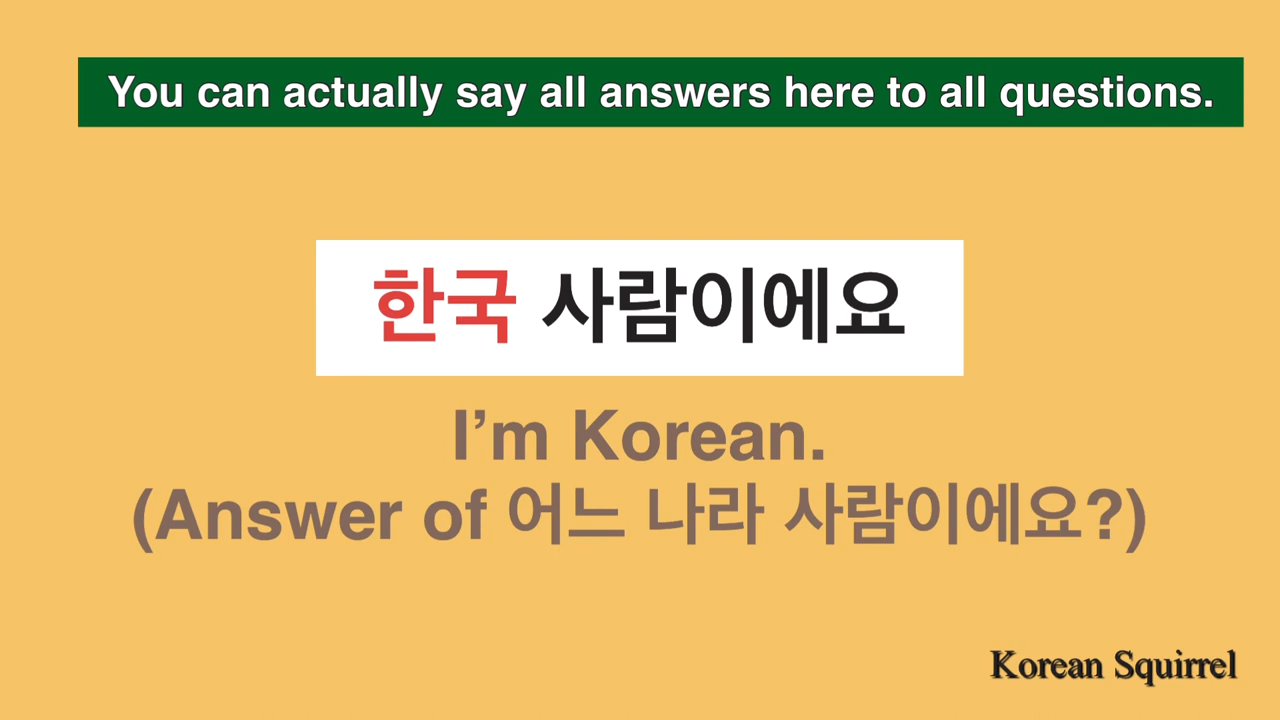 You can actually say all answers here to all questions.
한국 사람이에요
I’m Korean.
(Answer of 어느 나라 사람이에요?)
Korean Squirrel